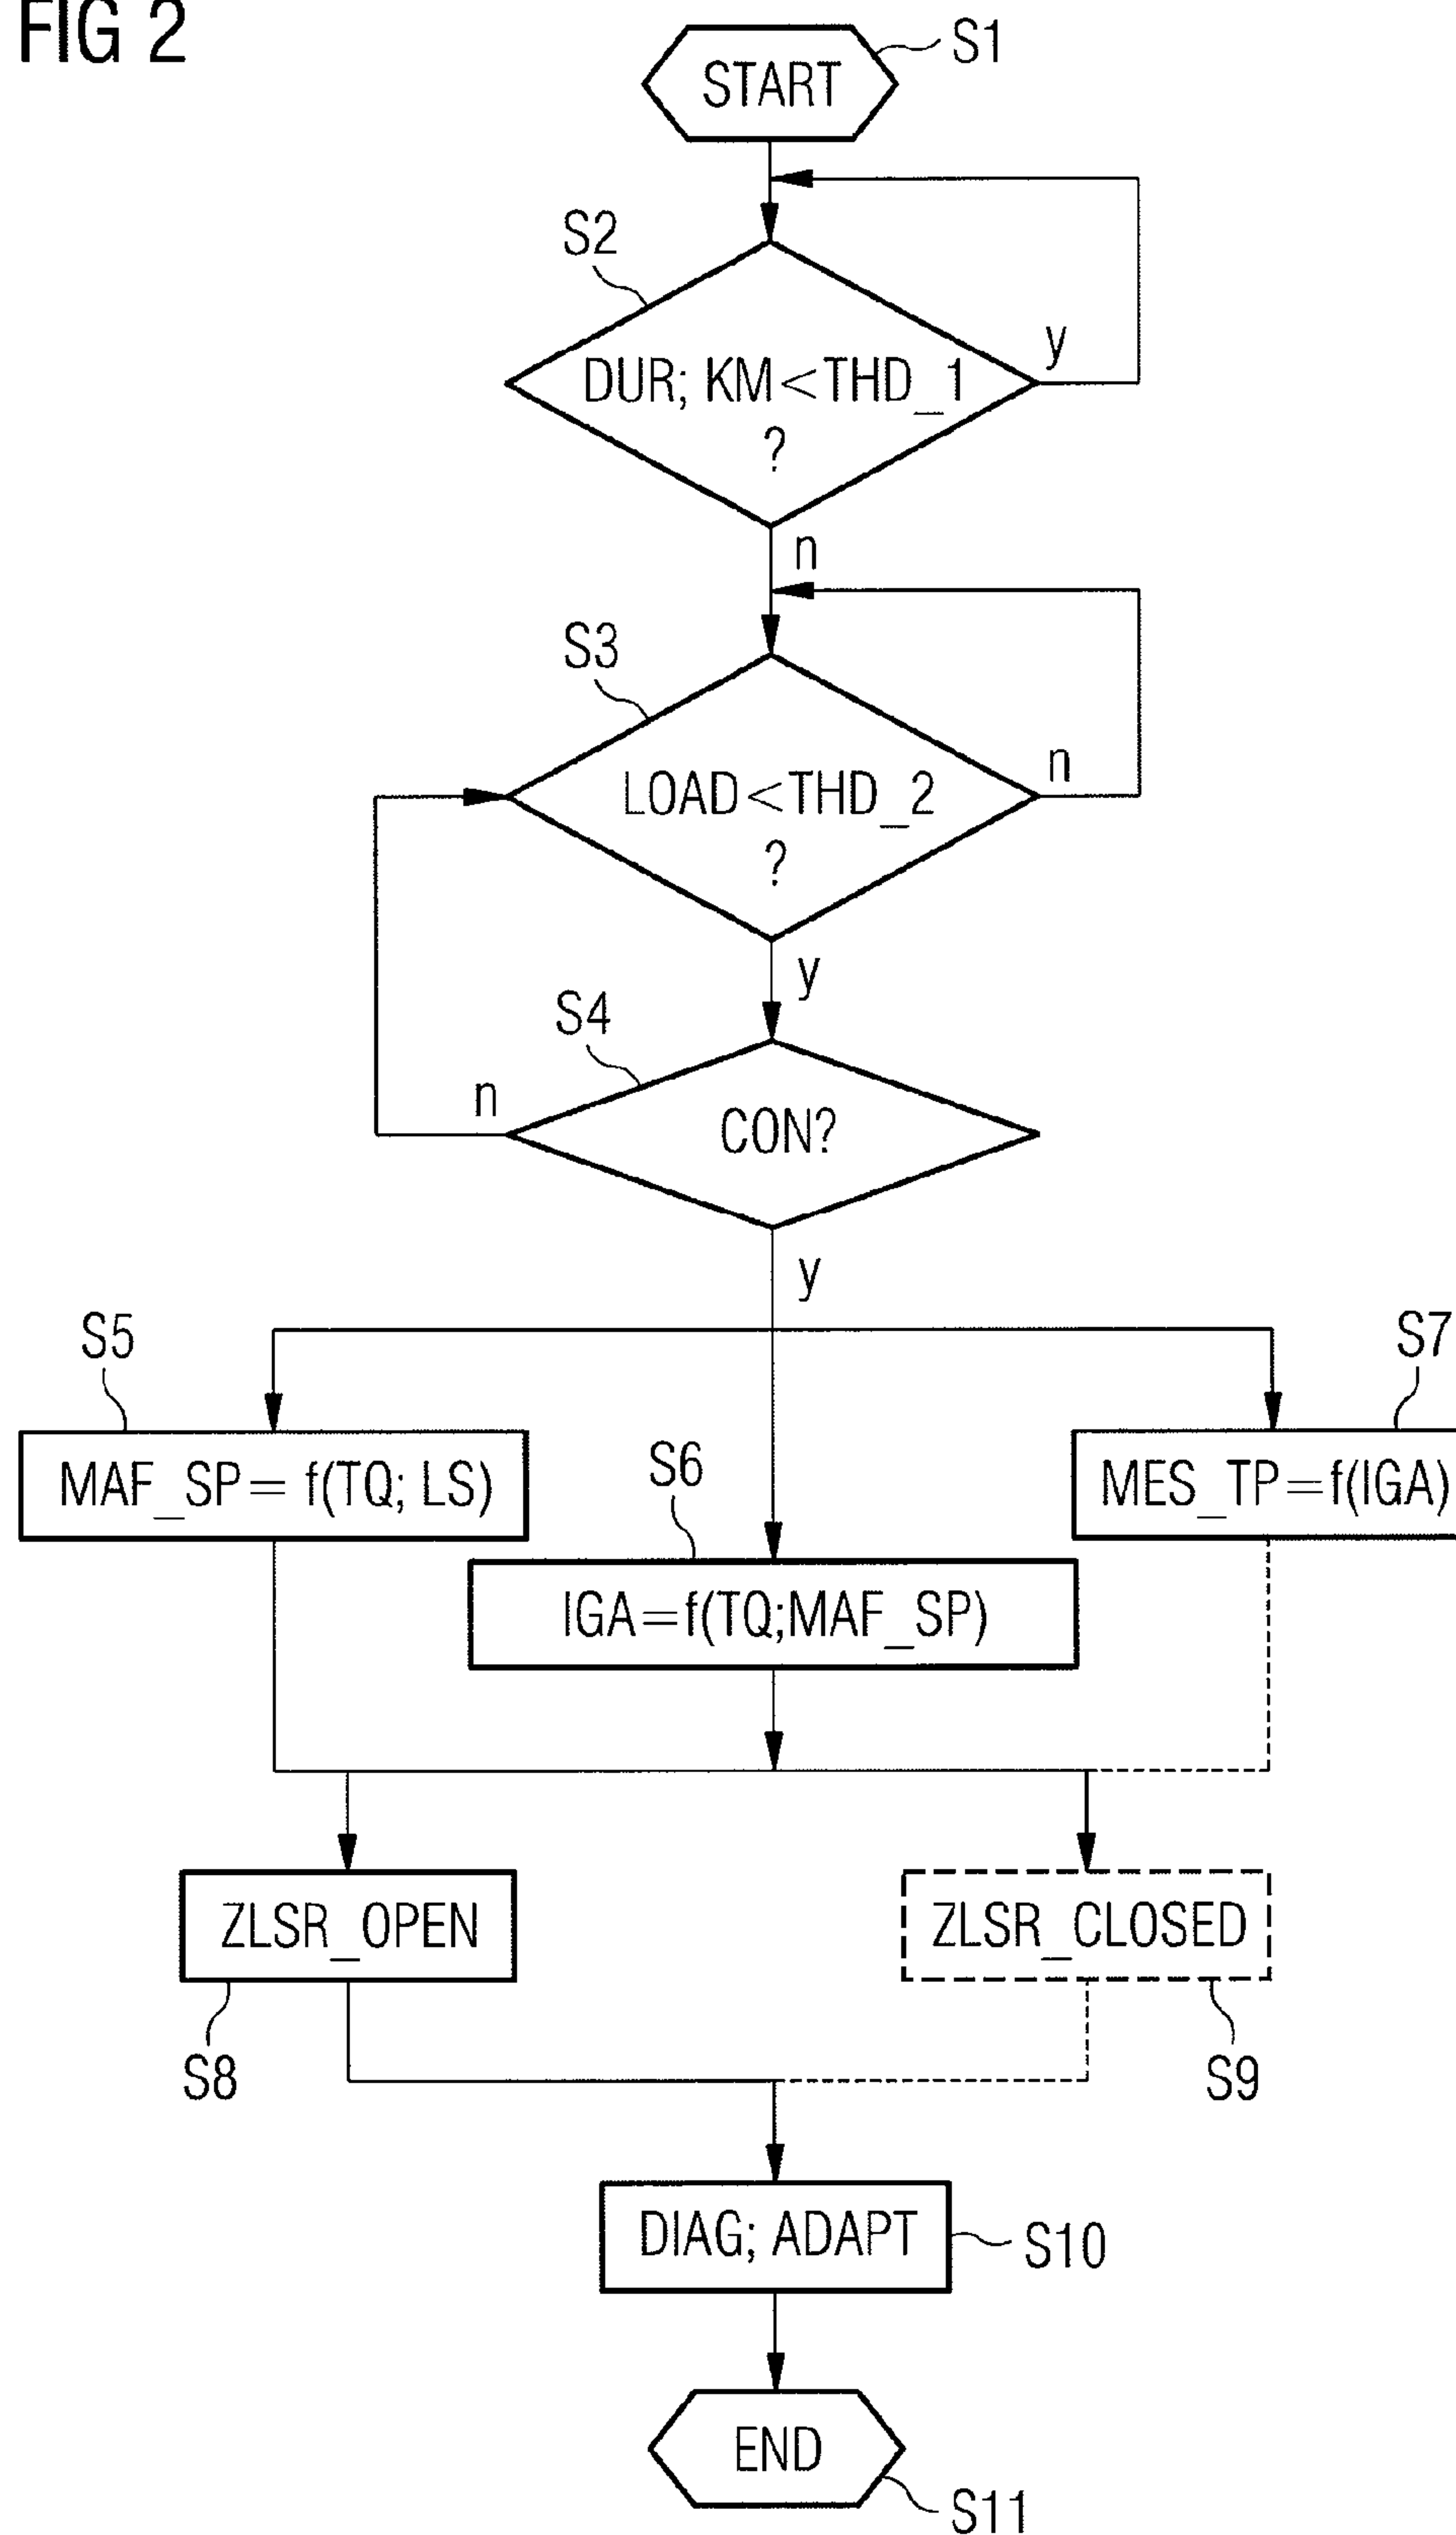 FIG 2
START
S1
S2
DUR; KM<THD_1
?
y
n
S3
LOAD<THD_2
?
n
y
S4
CON?
n
y
S5
MAF_SP= f(TQ; LS)
S6
IGA=f(TQ;MAF_SP)
S7
MES_TP=f(IGA)
ZLSR_OPEN
S8
ZLSR_CLOSED
S9
DIAG; ADAPT
S10
END
S11